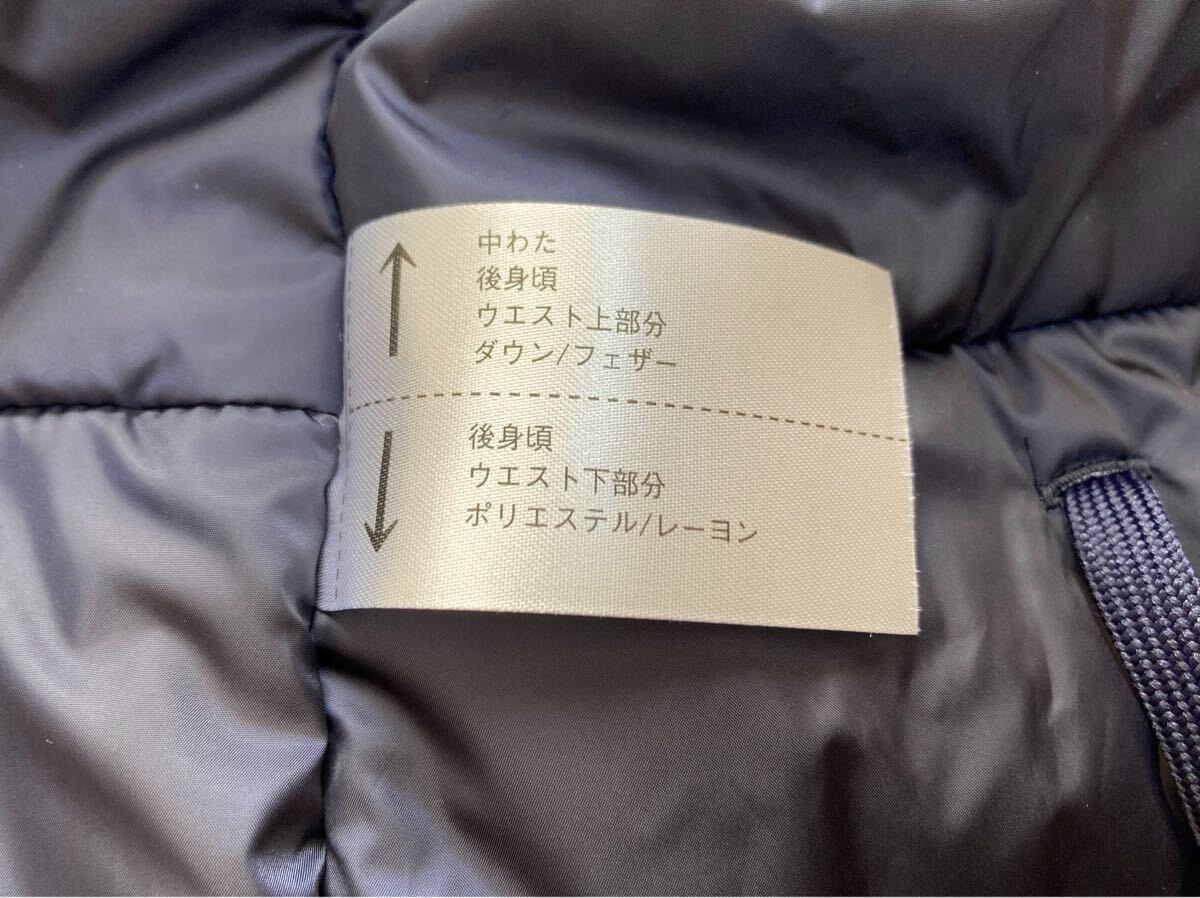 中わた
後身頃
ウエスト上部分
ダウン/フェザー
後身頃
ウエスト下部分
ポリエステル/レーヨン